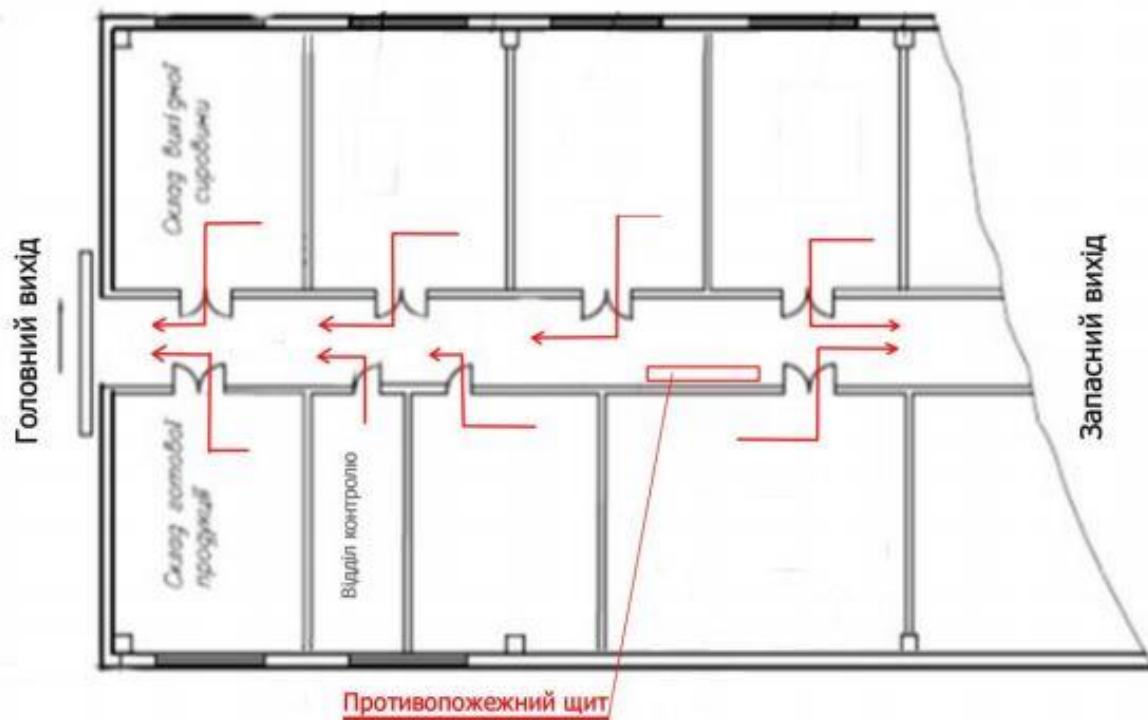 Головний вихід
Склад вихідної
сировини
Склад готової
продукції
Відділ контролю
Запасний вихід
Противопожежний щит